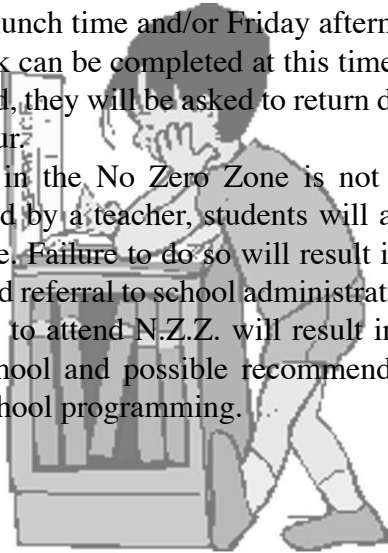 unch time and/or Friday aftern
k can be completed at this time
d, they will be asked to return d
ur.
in the No Zero Zone is not
d by a teacher, students will a
e. Failure to do so will result i
d referral to school administrat
to attend N.Z.Z. will result in
hool and possible recommend
hool programming.